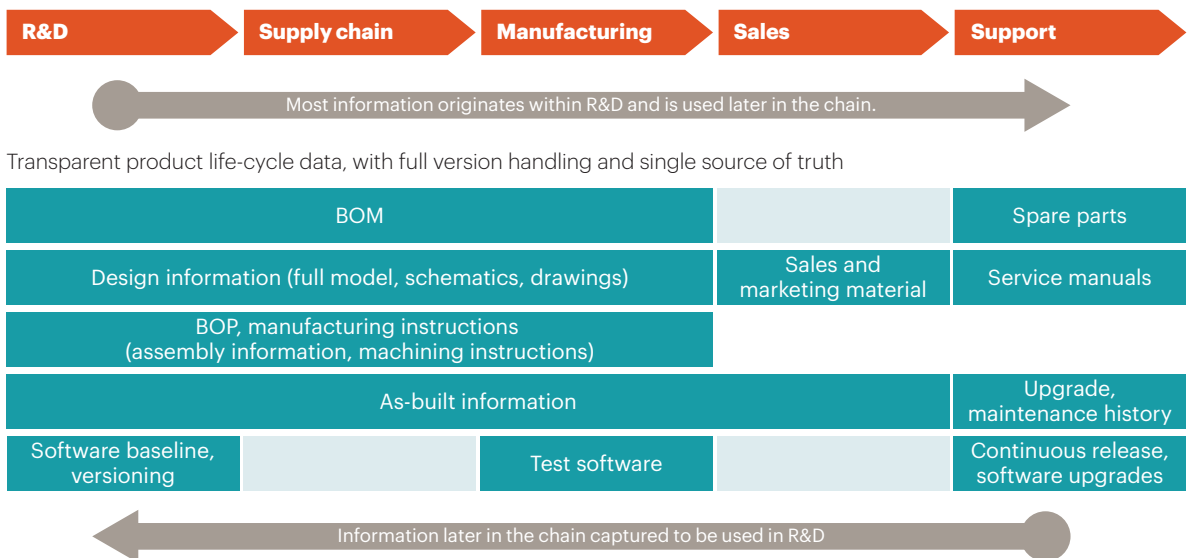 R&D
Supply chain
Manufacturing
Sales
Support
Most information originates within R&D and is used later in the chain.
Transparent product life-cycle data, with full version handling and single source of truth
BOM
Spare parts
Design information (full model, schematics, drawings)
Sales and
marketing material
Service manuals
BOP, manufacturing instructions
(assembly information, machining instructions)
As-built information
Upgrade,
maintenance history
Software baseline,
versioning
Test software
Continuous release,
software upgrades
Information later in the chain captured to be used in R&D